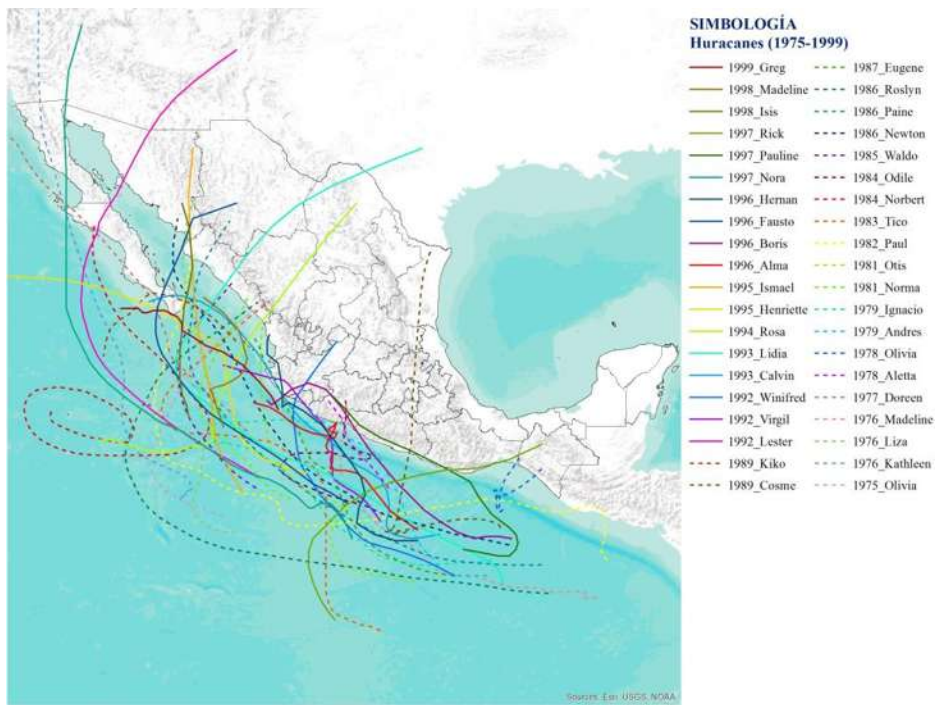 SIMBOLOGÍA
Huracanes (1975-1999)
1999_Greg
1998_Madeline
1998_Isis
1997_Rick
1997_Pauline
1997_Nora
1996_Hernan
1996_Fausto
1996_Boris
1996_Alma
1995_Ismael
1995_Henriette
1994_Rosa
1993_Lidia
1993_Calvin
1992_Winifred
1992_Virgil
1992_Lester
1989_Kiko
1989_Cosme
1987_Eugene
1986_Roslyn
1986_Paine
1986_Newton
1985_Waldo
1984_Odile
1984_Norbert
1983_Tico
1982_Paul
1981_Otis
1981_Norma
1979_Ignacio
1979_Andres
1978_Olivia
1978_Aletta
1977_Doreen
1976_Madeline
1976_Liza
1976_Kathleen
1975_Olivia
Sources: Esri, USGS, NOAA